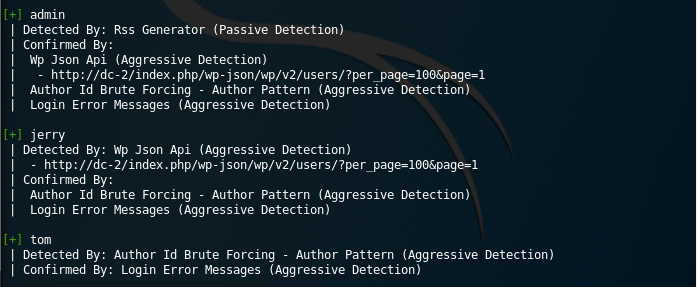 [+] admin
| Detected By: Rss Generator (Passive Detection)
| Confirmed By:
|  Wp Json Api (Aggressive Detection)
|   - http://dc-2/index.php/wp-json/wp/v2/users/?per_page=100&page=1
|  Author Id Brute Forcing - Author Pattern (Aggressive Detection)
|  Login Error Messages (Aggressive Detection)
[+] jerry
| Detected By: Wp Json Api (Aggressive Detection)
|  - http://dc-2/index.php/wp-json/wp/v2/users/?per_page=100&page=1
| Confirmed By:
|  Author Id Brute Forcing - Author Pattern (Aggressive Detection)
|  Login Error Messages (Aggressive Detection)
[+] tom
| Detected By: Author Id Brute Forcing - Author Pattern (Aggressive Detection)
| Confirmed By: Login Error Messages (Aggressive Detection)